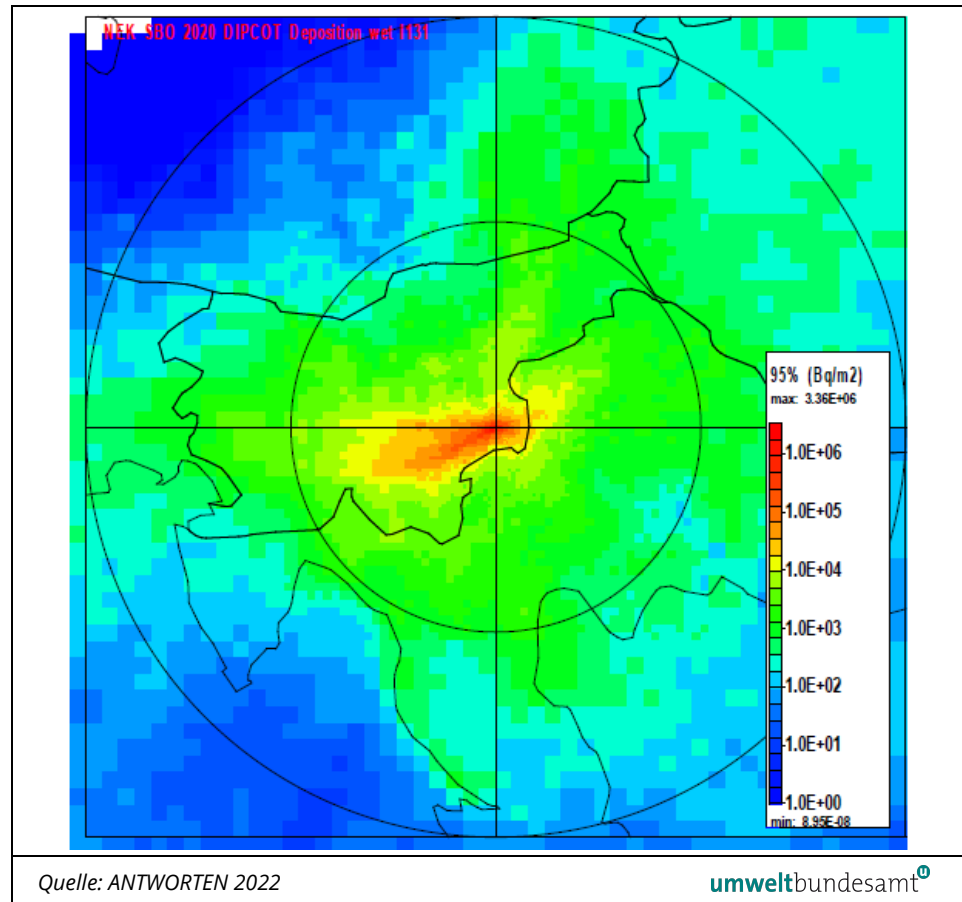 NEK SBO 2020 DIPCOT Deposition wet I131
95% (Bq/m2)
max: 3.36E+06
1.0E+06
1.0E+05
1.0E+04
1.0E+03
1.0E+02
1.0E+01
1.0E+00
min: 8.95E-08
Quelle: ANTWORTEN 2022
umweltbundesamt